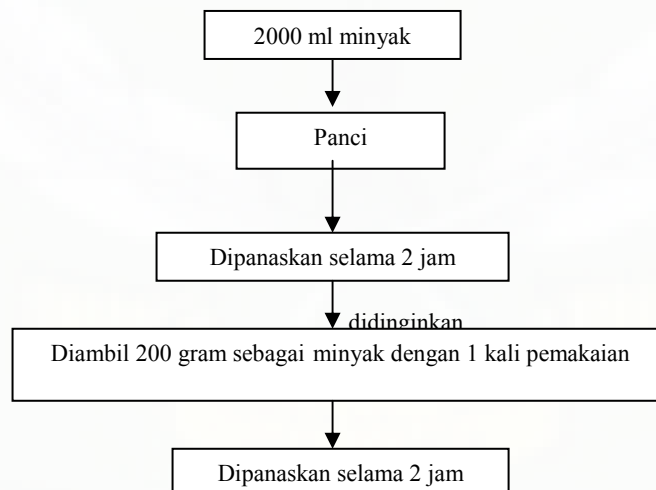 2000 ml minyak
Panci
Dipanaskan selama 2 jam
didinginkan
Diambil 200 gram sebagai minyak dengan 1 kali pemakaian
Dipanaskan selama 2 jam